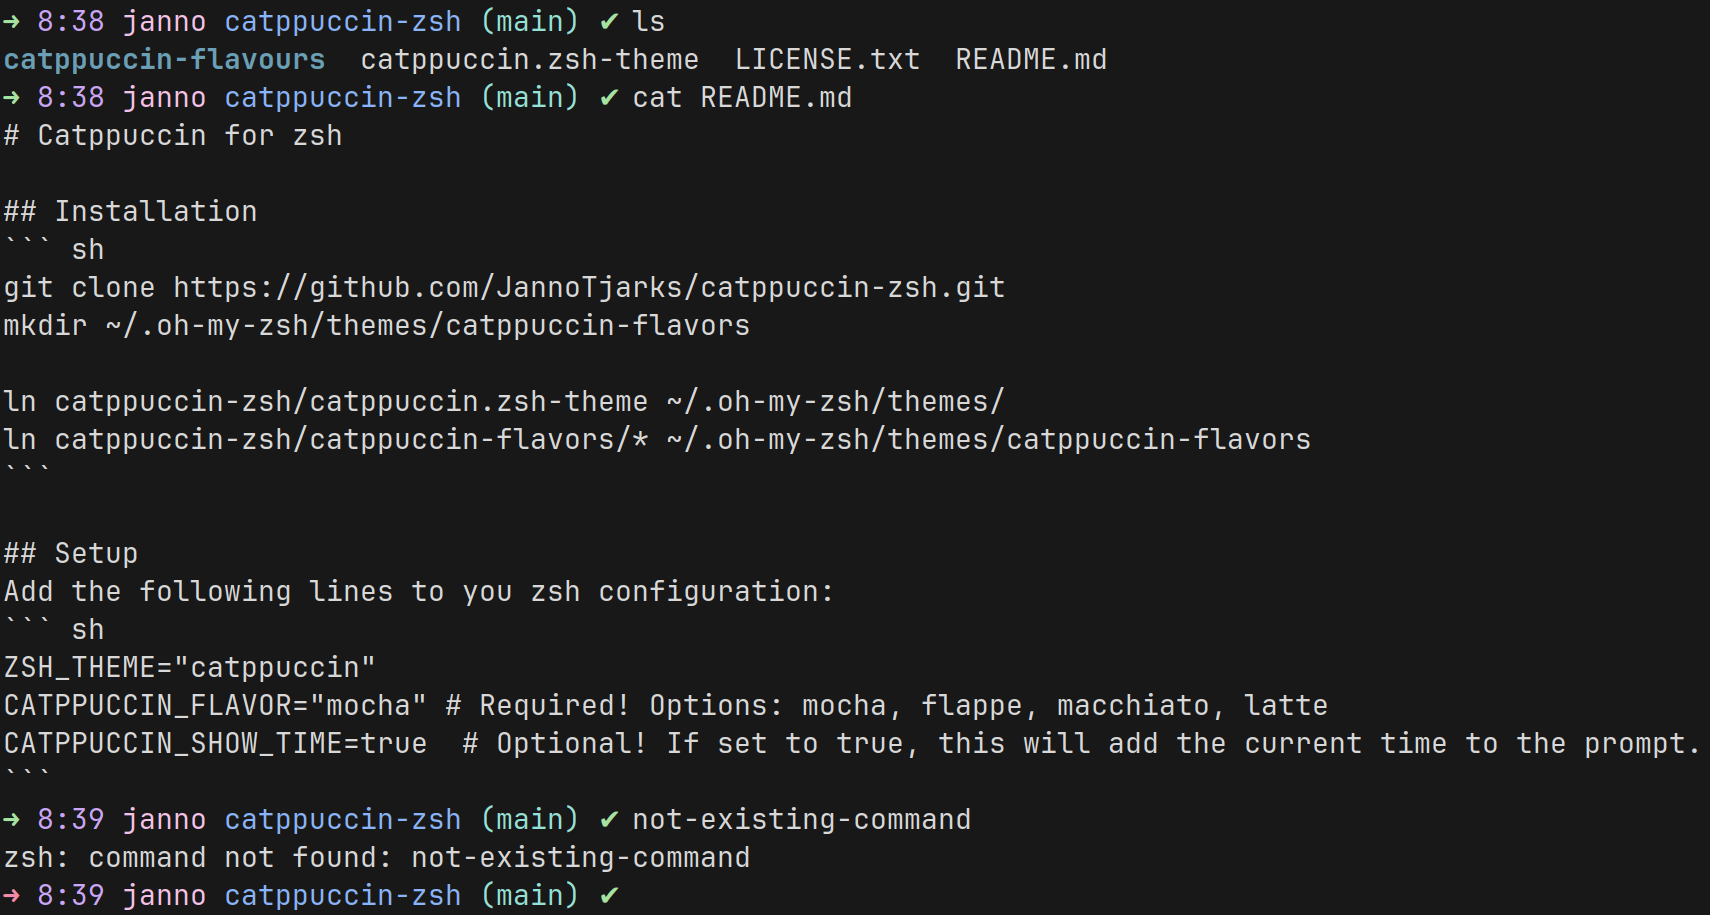 ➜ 8:38 janno catppuccin-zsh (main) ✔ ls
catppuccin-flavours  catppuccin.zsh-theme  LICENSE.txt  README.md
➜ 8:38 janno catppuccin-zsh (main) ✔ cat README.md
# Catppuccin for zsh

## Installation
``` sh
git clone https://github.com/JannoTjarks/catppuccin-zsh.git
mkdir ~/.oh-my-zsh/themes/catppuccin-flavors

ln catppuccin-zsh/catppuccin.zsh-theme ~/.oh-my-zsh/themes/
ln catppuccin-zsh/catppuccin-flavors/* ~/.oh-my-zsh/themes/catppuccin-flavors
```

## Setup
Add the following lines to you zsh configuration:
``` sh
ZSH_THEME="catppuccin"
CATPPUCCIN_FLAVOR="mocha" # Required! Options: mocha, flappe, macchiato, latte
CATPPUCCIN_SHOW_TIME=true  # Optional! If set to true, this will add the current time to the prompt.
```
➜ 8:39 janno catppuccin-zsh (main) ✔ not-existing-command
zsh: command not found: not-existing-command
➜ 8:39 janno catppuccin-zsh (main) ✔